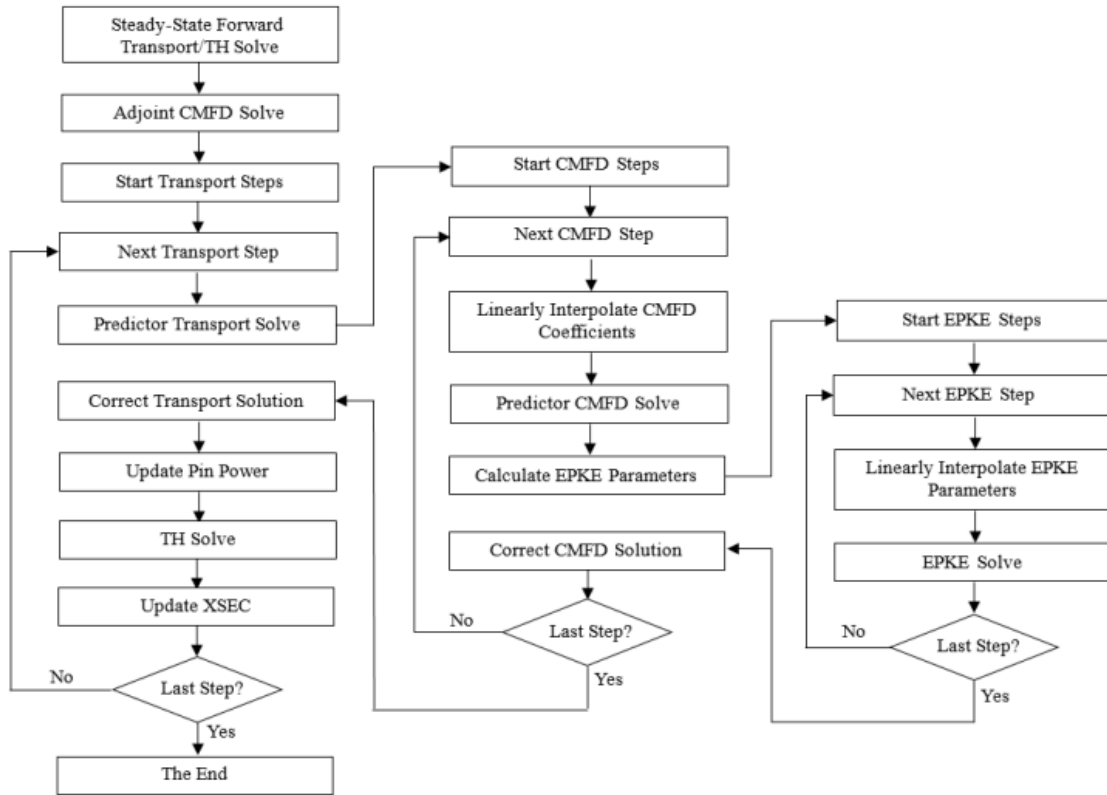 Steady-State Forward
Transport/TH Solve
Adjoint CMFD Solve
Start Transport Steps
Next Transport Step
Predictor Transport Solve
Correct Transport Solution
Update Pin Power
TH Solve
Update XSEC
No
Last Step?
Yes
The End
Start CMFD Steps
Next CMFD Step
Linearly Interpolate CMFD
Coefficients
Predictor CMFD Solve
Calculate EPKE Parameters
Correct CMFD Solution
No
Last Step?
Yes
Start EPKE Steps
Next EPKE Step
Linearly Interpolate EPKE
Parameters
EPKE Solve
No
Last Step?
Yes